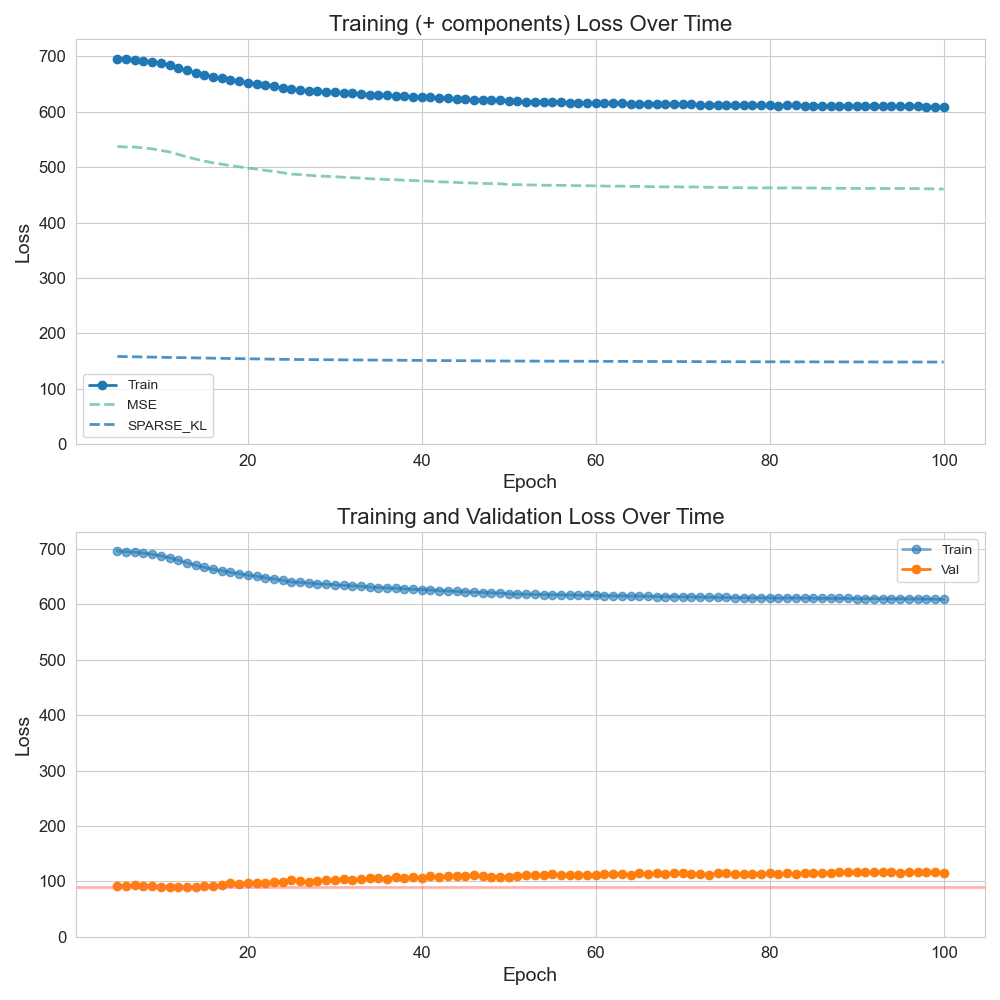 Training (+ components) Loss Over Time
700
600
500
400
300
200
100
0
Loss
Train
MSE
SPARSE_KL
20 40 60 80 100
Epoch
Training and Validation Loss Over Time
700
600
500
400
300
200
100
0
Loss
Train
Val
20 40 60 80 100
Epoch